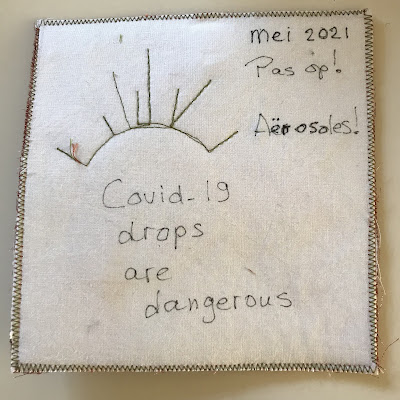 mei 2021
Pas op!
Aërosoles!
Covid-19
drops
are
dangerous